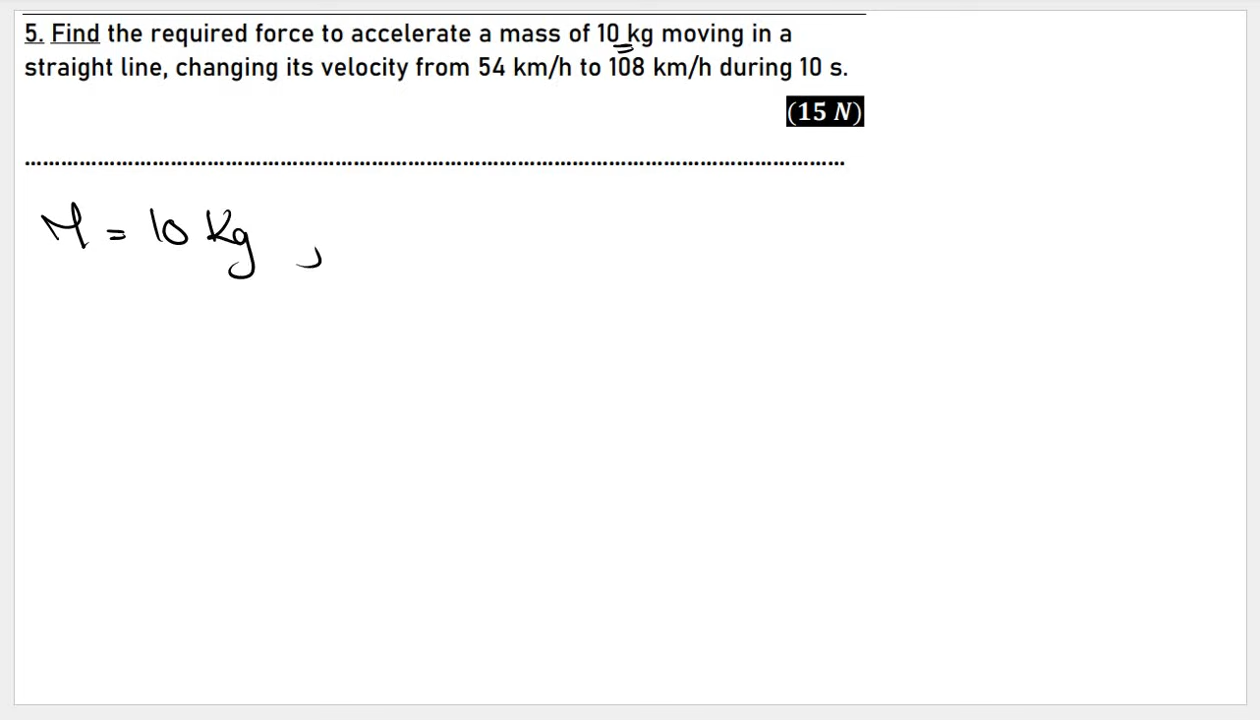 5. Find the required force to accelerate a mass of 10 kg moving in a
straight line, changing its velocity from 54 km/h to 108 km/h during 10 s.
(15 N)
M = 10 Kg ,